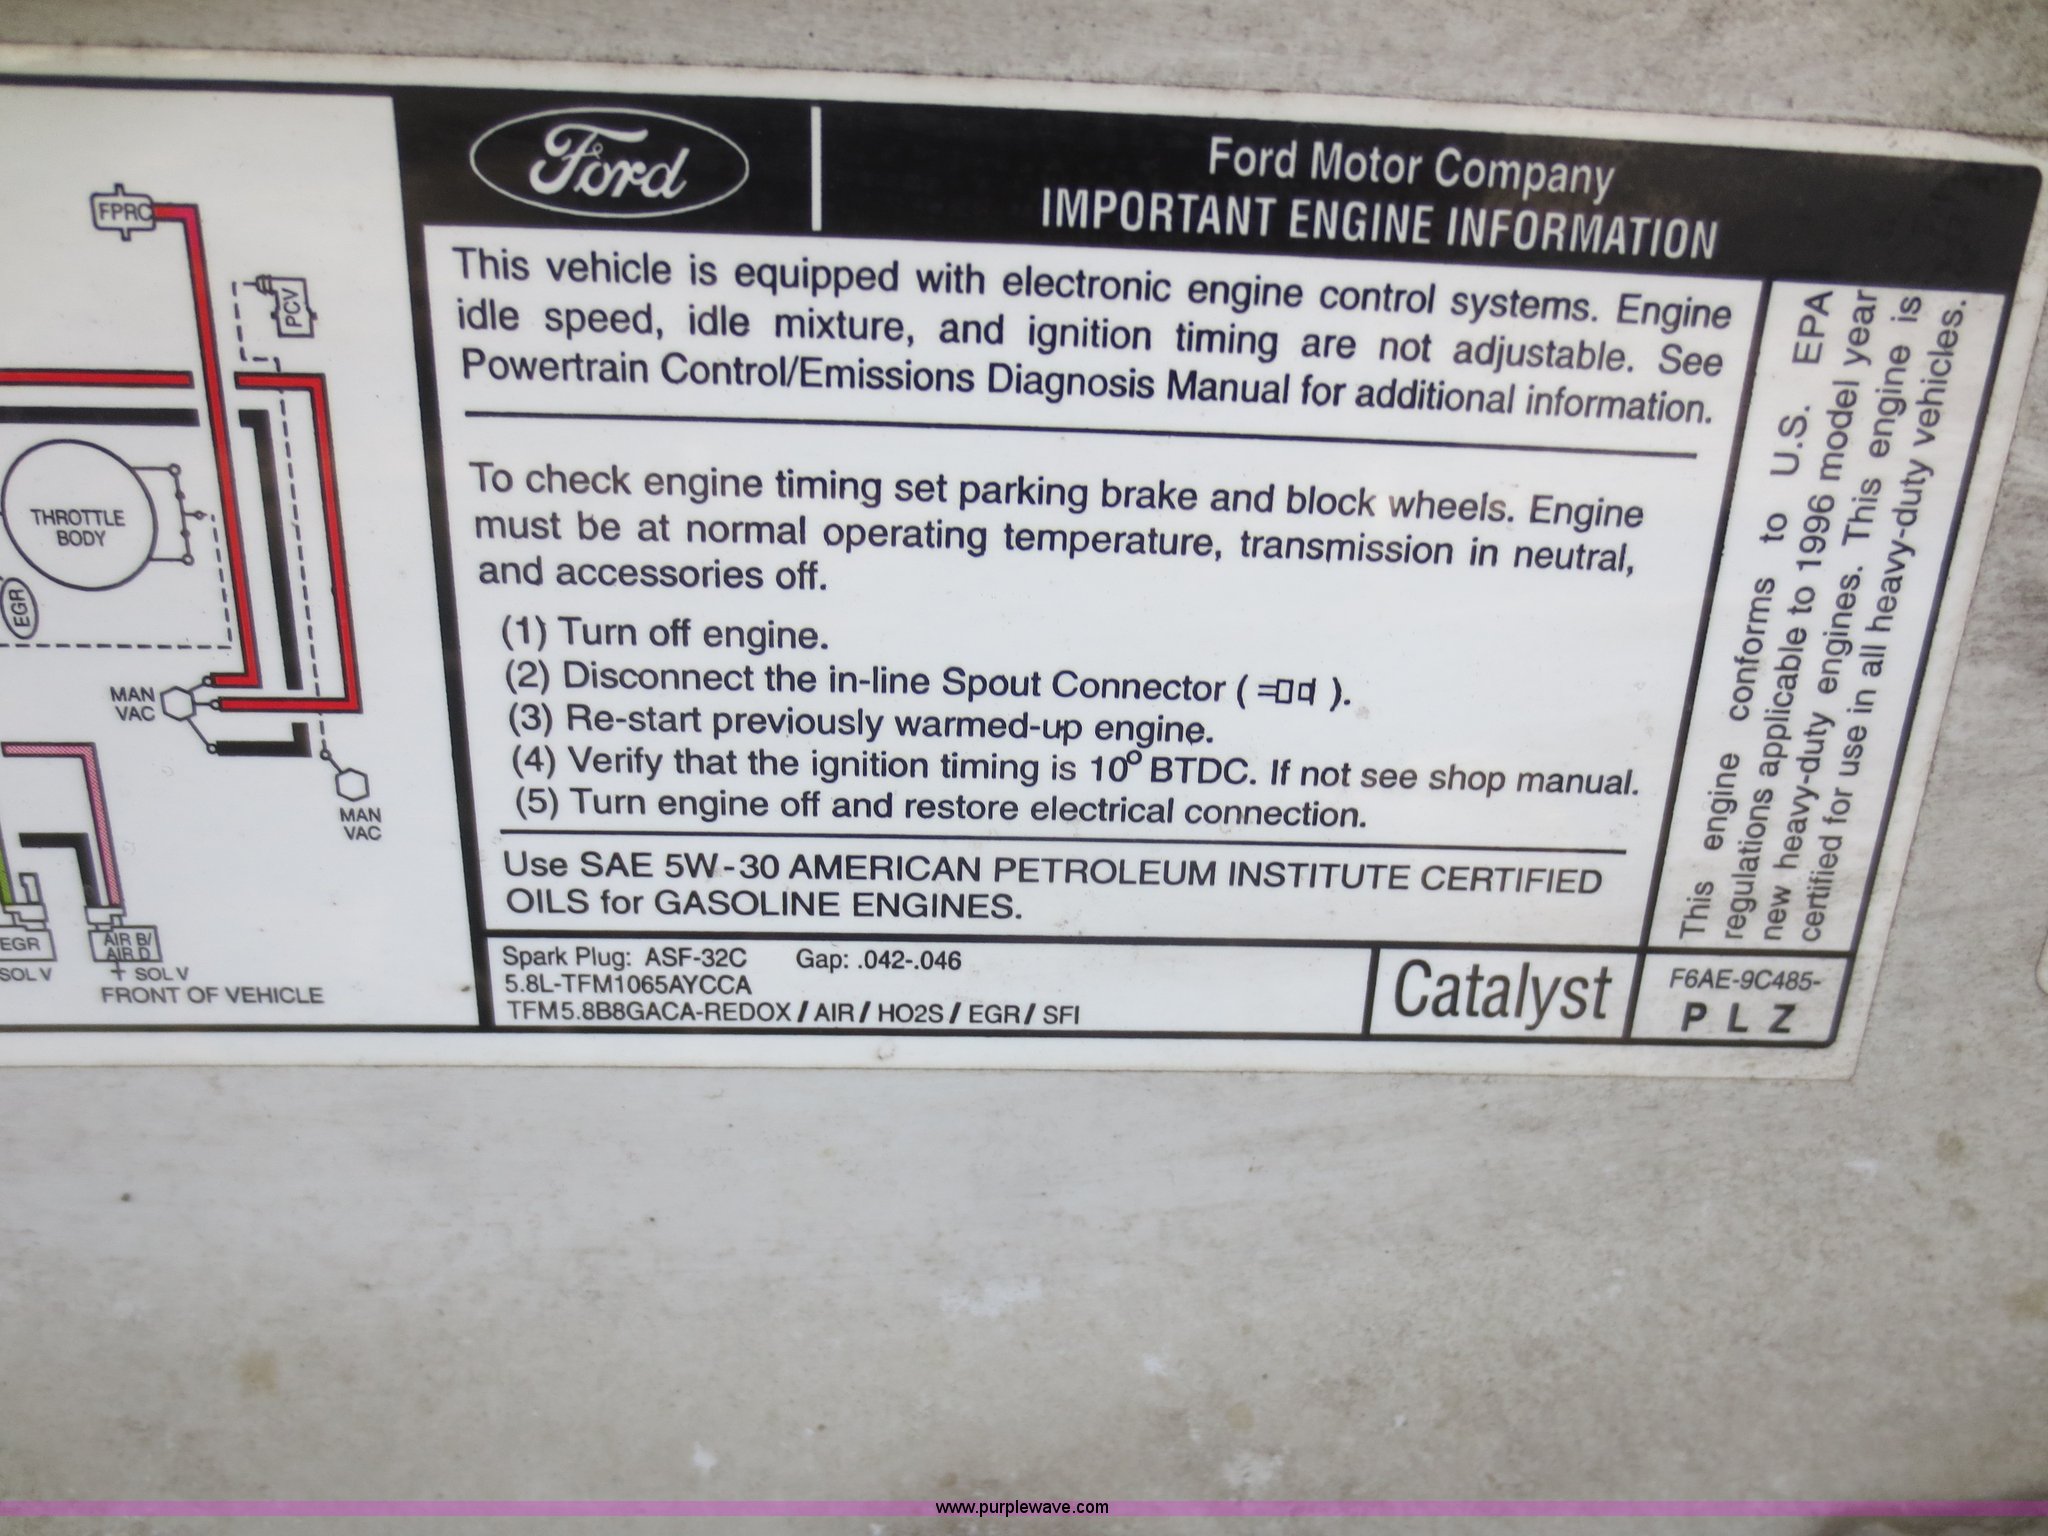 Ford
Ford Motor Company
IMPORTANT ENGINE INFORMATION
This vehicle is equipped with electronic engine control systems. Engine
idle speed, idle mixture, and ignition timing are not adjustable. See
Powertrain Control/Emissions Diagnosis Manual for additional information.
To check engine timing set parking brake and block wheels. Engine
must be at normal operating temperature, transmission in neutral,
and accessories off.
(1) Turn off engine.
(2) Disconnect the in-line Spout Connector ( ).
(3) Re-start previously warmed-up engine.
(4) Verify that the ignition timing is 10° BTDC. If not see shop manual.
(5) Turn engine off and restore electrical connection.
Use SAE 5W-30 AMERICAN PETROLEUM INSTITUTE CERTIFIED
OILS for GASOLINE ENGINES.
Spark Plug: ASF-32C Gap: .042-.046
5.8L-TFM1065AYCCA
TFM5.8B8GACA-REDOX / AIR / HO2S / EGR / SFI
Catalyst
F6AE-9C485-
P L Z
This engine conforms to U.S. EPA
regulations applicable to 1996 model year
new heavy-duty engines. This engine is
certified for use in all heavy-duty vehicles.
FPRC
PCV
THROTTLE
BODY
EGR
MAN
VAC
MAN
VAC
EGR
SOL V
AIR B/
AIR D
SOL V
FRONT OF VEHICLE
www.purplewave.com